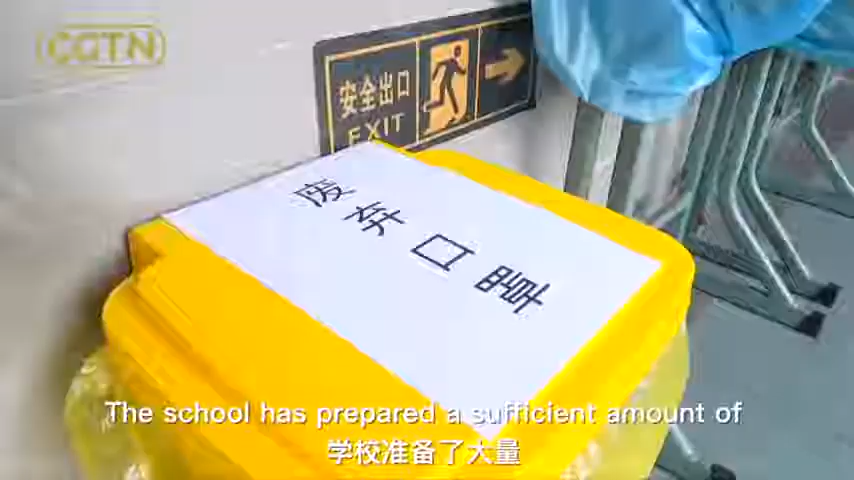 CGTN
安全出口
EXIT
废弃口罩
The school has prepared a sufficient amount of
学校准备了大量